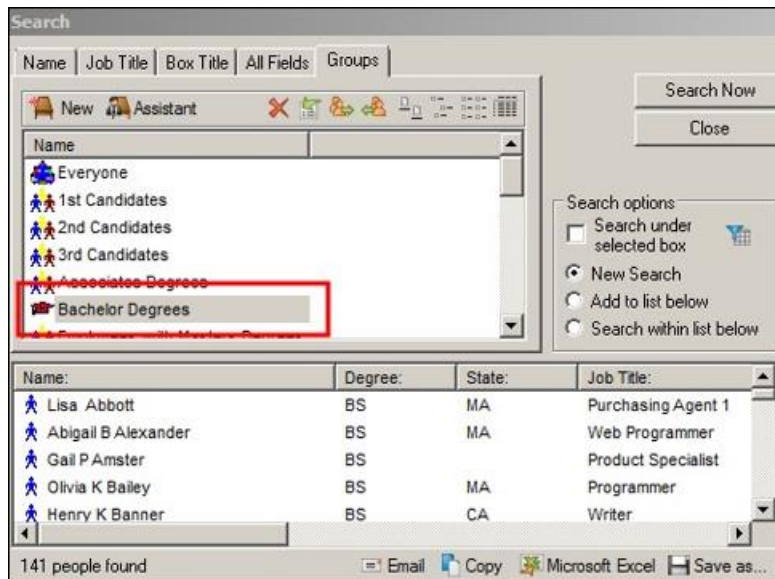 Search
Name Job Title Box Title All Fields Groups
New Assistant
Name
Everyone
1st Candidates
2nd Candidates
3rd Candidates
Associates Degrees
Bachelor Degrees
Search Now
Close
Search options
Search under
selected box
New Search
Add to list below
Search within list below
Name: Degree: State: Job Title:
Lisa Abbott BS MA Purchasing Agent 1
Abigail B Alexander BS MA Web Programmer
Gail P Amster BS Product Specialist
Olivia K Bailey BS MA Programmer
Henry K Banner BS CA Writer
141 people found Email Copy Microsoft Excel Save as...